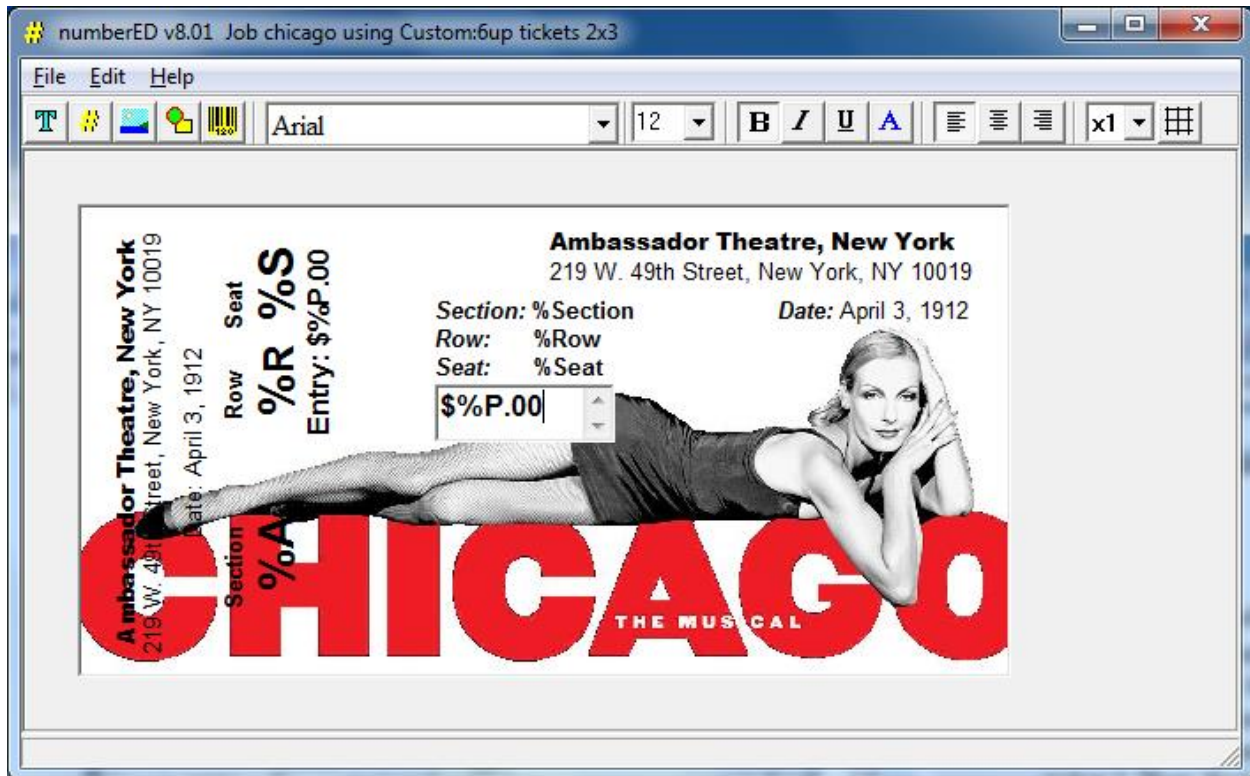 numberED v8.01 Job chicago using Custom:6up tickets 2x3
File Edit Help
T # 128 Arial 12 B I U A x1
Ambassador Theatre, New York
219 W. 49th Street, New York, NY 10019
Date: April 3, 1912
Section Row Seat
%A %R %S
Entry: $%P.00
Ambassador Theatre, New York
219 W. 49th Street, New York, NY 10019
Section: %Section Date: April 3, 1912
Row: %Row
Seat: %Seat
$%P.00
CHICAGO
THE MUSICAL